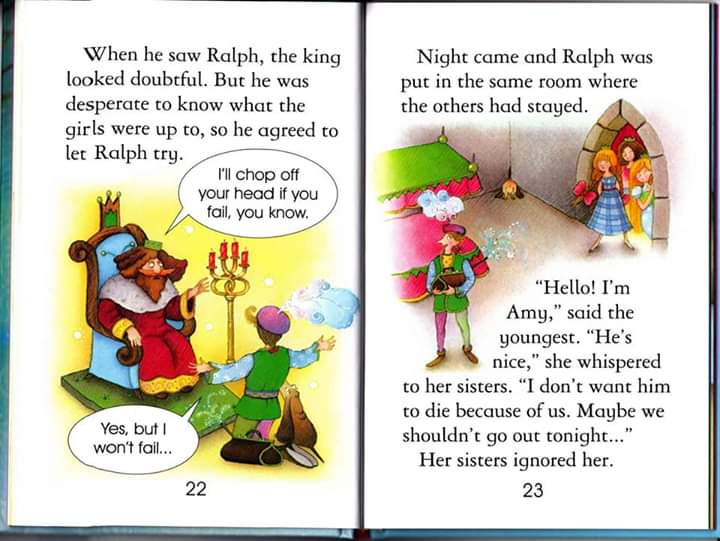 When he saw Ralph, the king
looked doubtful. But he was
desperate to know what the
girls were up to, so he agreed to
let Ralph try.
I'll chop off
your head if you
fail, you know.
Yes, but I
won't fail...
22
Night came and Ralph was
put in the same room where
the others had stayed.
"Hello! I'm
Amy," said the
youngest. "He's
nice," she whispered
to her sisters. "I don't want him
to die because of us. Maybe we
shouldn't go out tonight..."
Her sisters ignored her.
23